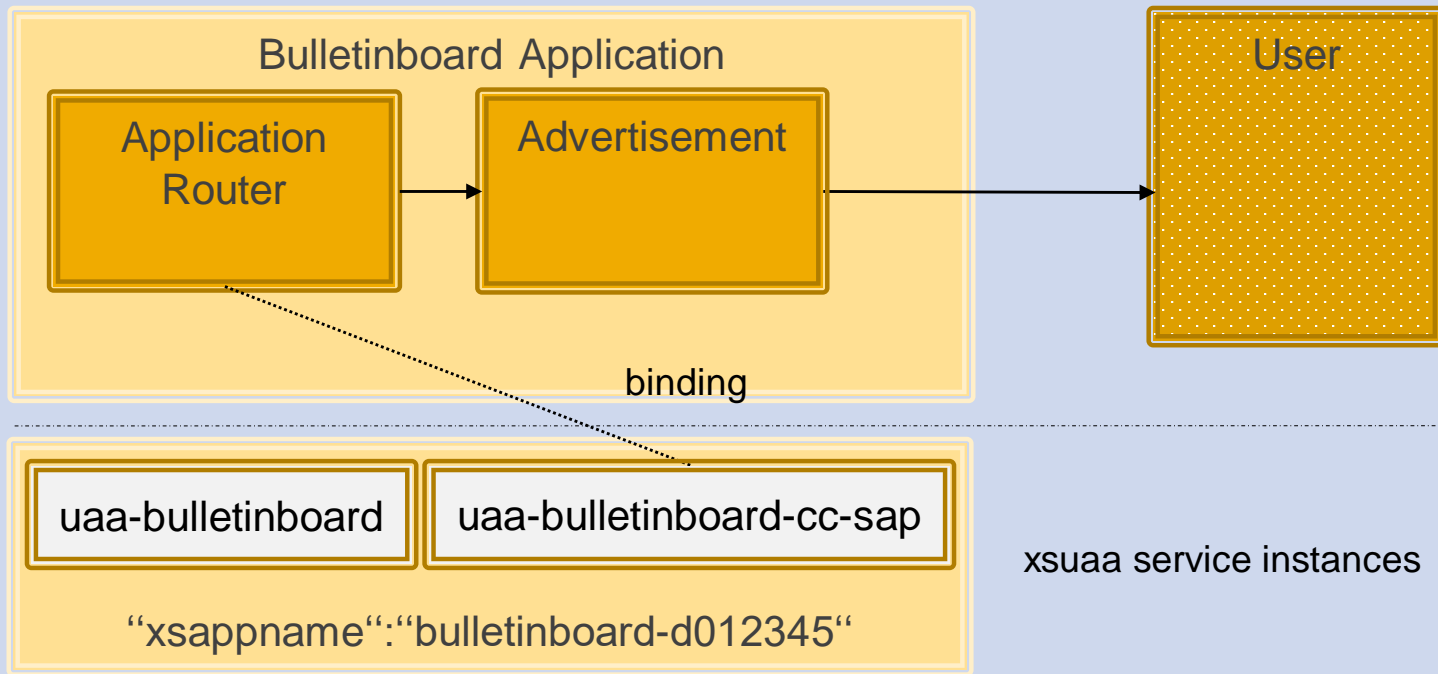 Bulletinboard Application
User
Application
Router
Advertisement
binding
uaa-bulletinboard
uaa-bulletinboard-cc-sap
xsuaa service instances
“xsappname“:“bulletinboard-d012345“